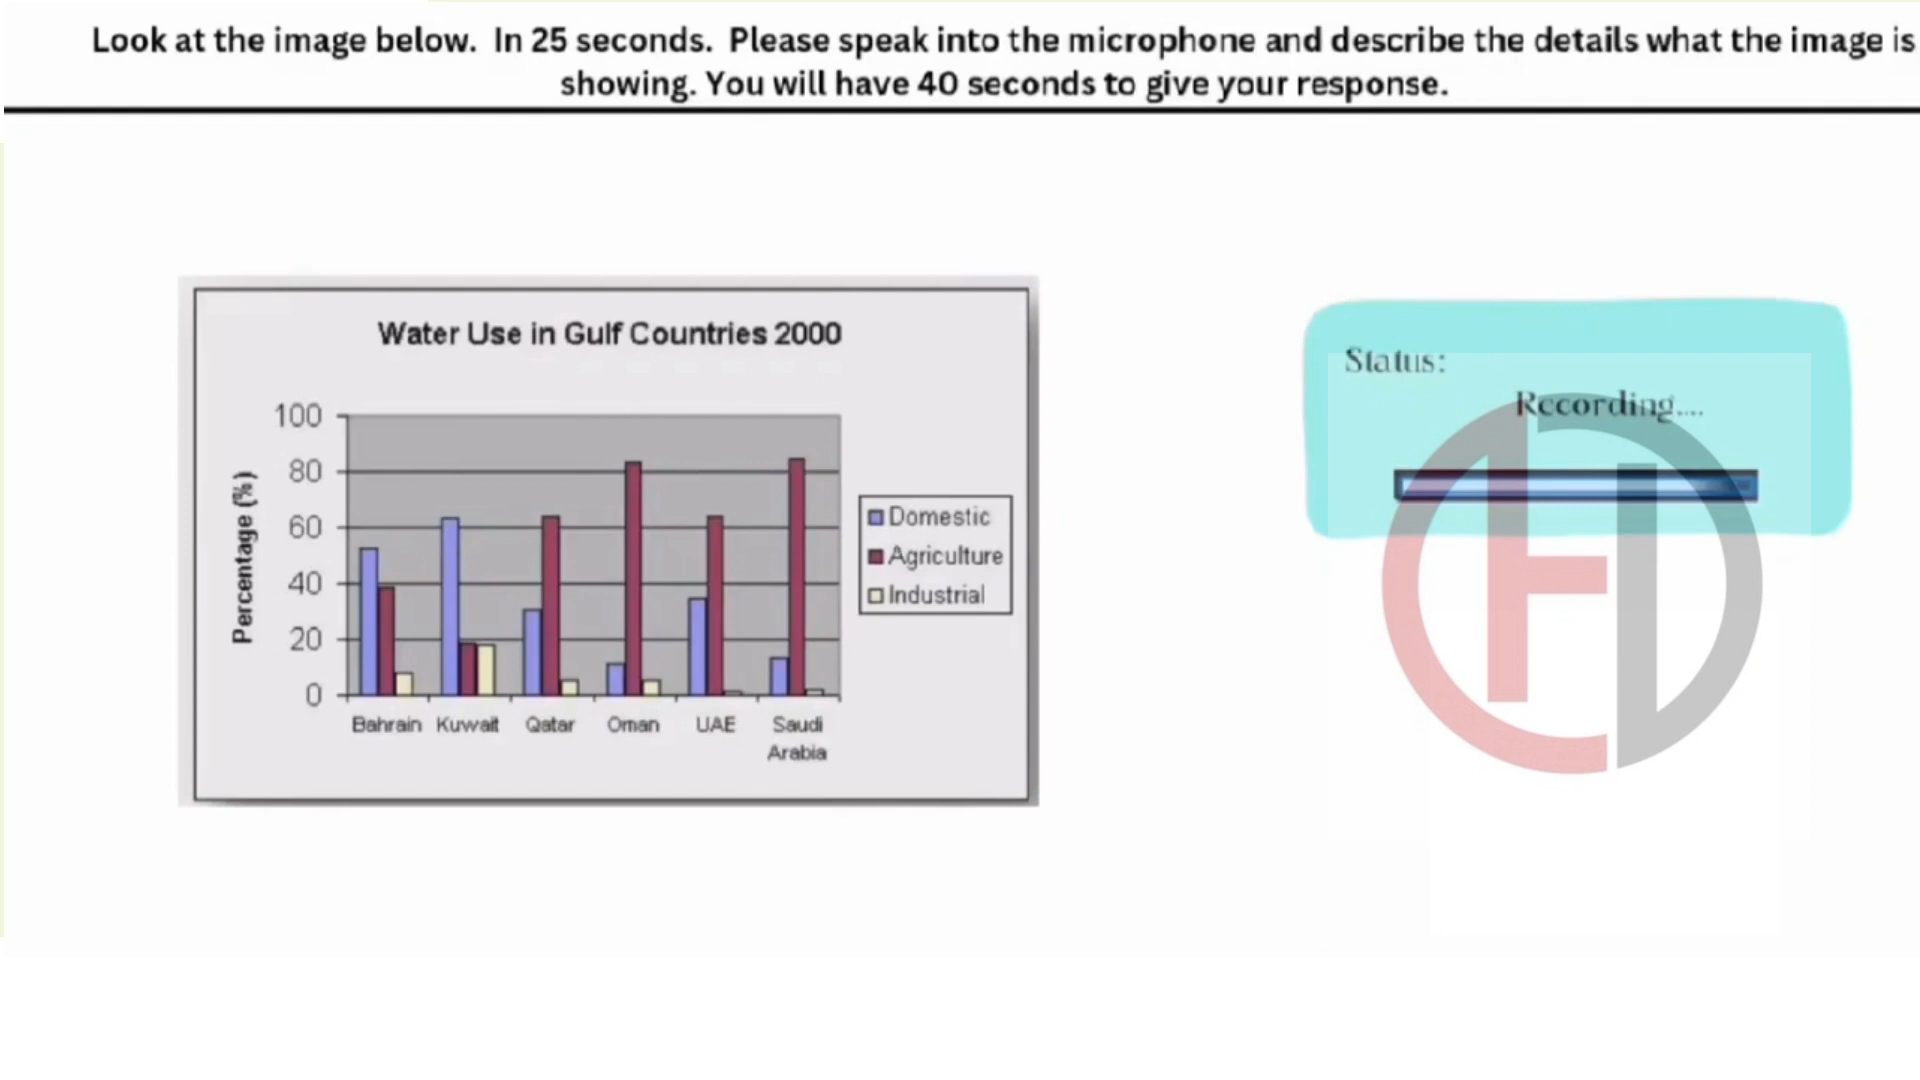 Look at the image below. In 25 seconds. Please speak into the microphone and describe the details what the image is
showing. You will have 40 seconds to give your response.
Water Use in Gulf Countries 2000
Percentage (%)
100
80
60
40
20
0
Bahrain Kuwait Qatar Oman UAE Saudi
Arabia
Domestic
Agriculture
Industrial
Status:
Recording....